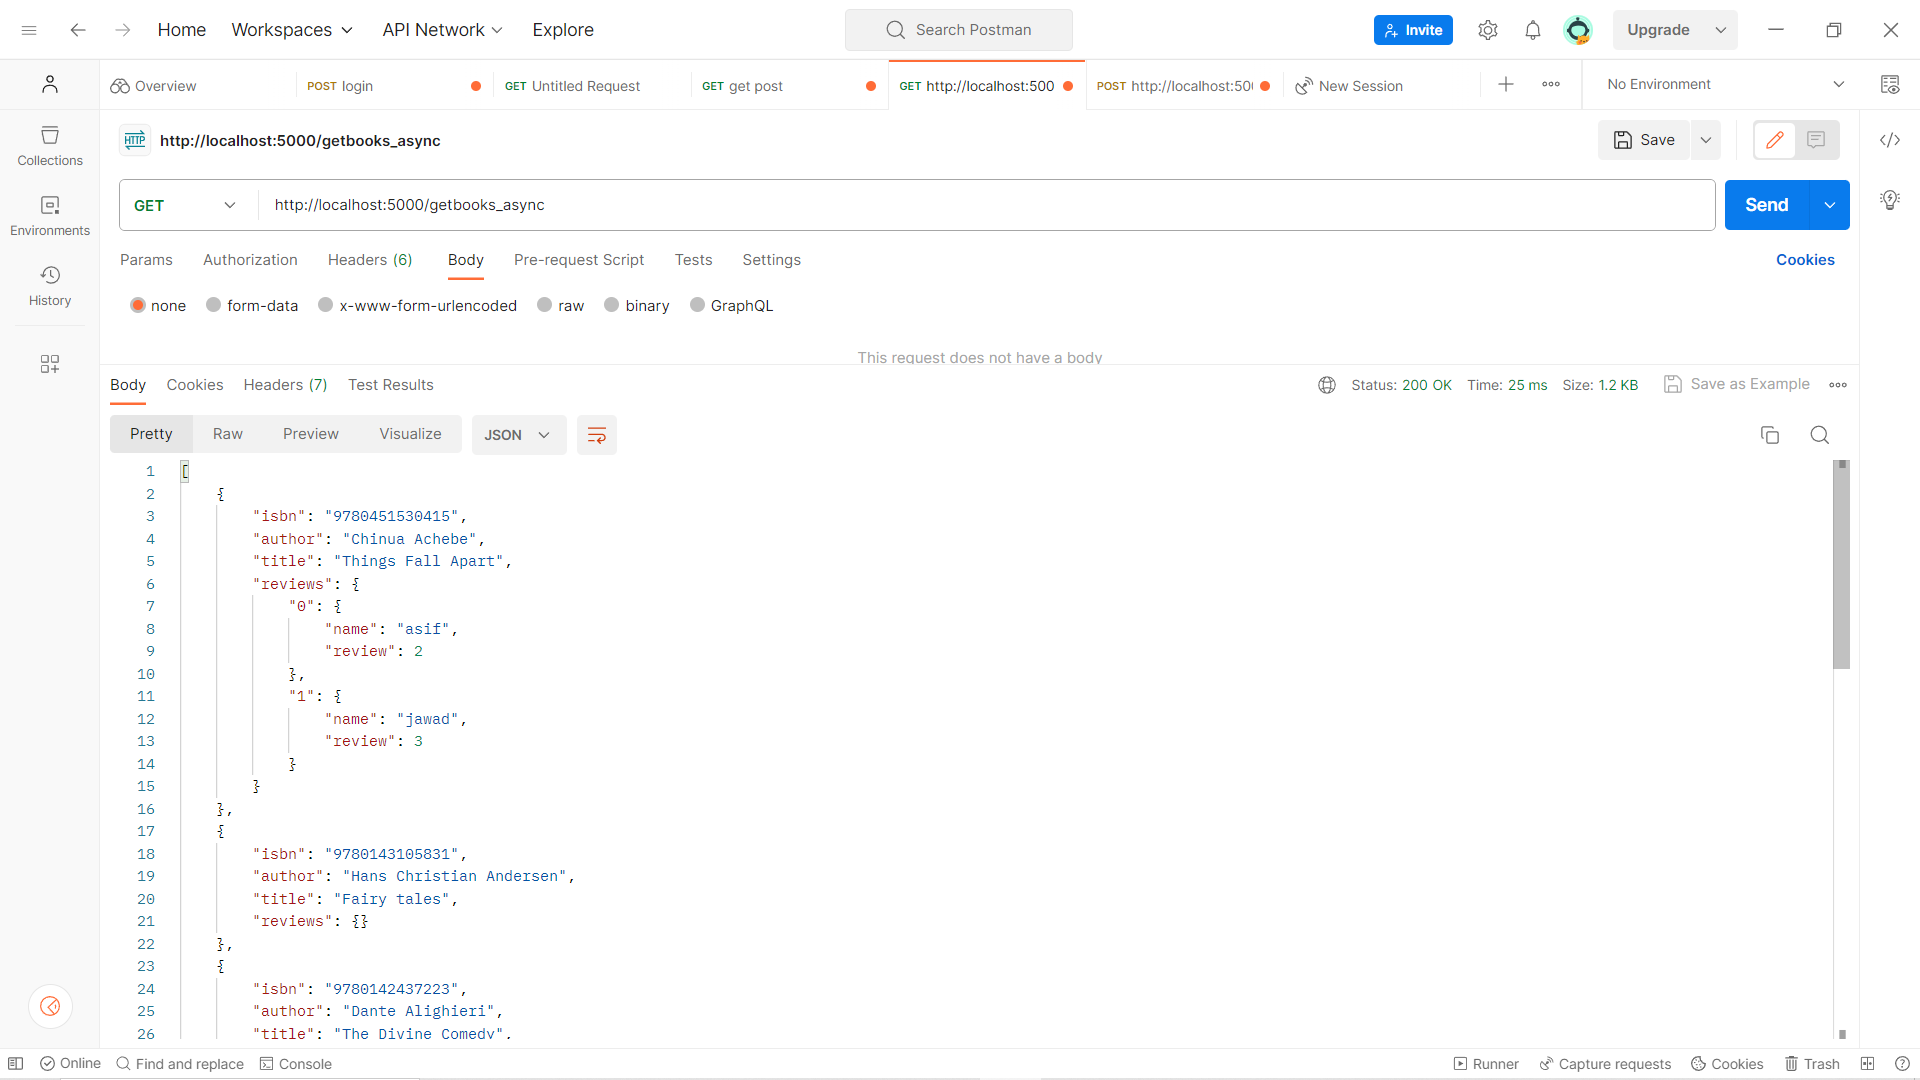 Home Workspaces API Network Explore Search Postman Invite Upgrade
Overview POST login GET Untitled Request GET get post GET http://localhost:500 POST http://localhost:50 New Session No Environment
HTTP http://localhost:5000/getbooks_async Save
Collections
GET http://localhost:5000/getbooks_async Send
Environments
Params Authorization Headers (6) Body Pre-request Script Tests Settings Cookies
History
none form-data x-www-form-urlencoded raw binary GraphQL
This request does not have a body
Body Cookies Headers (7) Test Results Status: 200 OK Time: 25 ms Size: 1.2 KB Save as Example
Pretty Raw Preview Visualize JSON
1 [
2 {
3 "isbn": "9780451530415",
4 "author": "Chinua Achebe",
5 "title": "Things Fall Apart",
6 "reviews": {
7 "0": {
8 "name": "asif",
9 "review": 2
10 },
11 "1": {
12 "name": "jawad",
13 "review": 3
14 }
15 }
16 },
17 {
18 "isbn": "9780143105831",
19 "author": "Hans Christian Andersen",
20 "title": "Fairy tales",
21 "reviews": {}
22 },
23 {
24 "isbn": "9780142437223",
25 "author": "Dante Alighieri",
26 "title": "The Divine Comedy",
Online Find and replace Console Runner Capture requests Cookies Trash